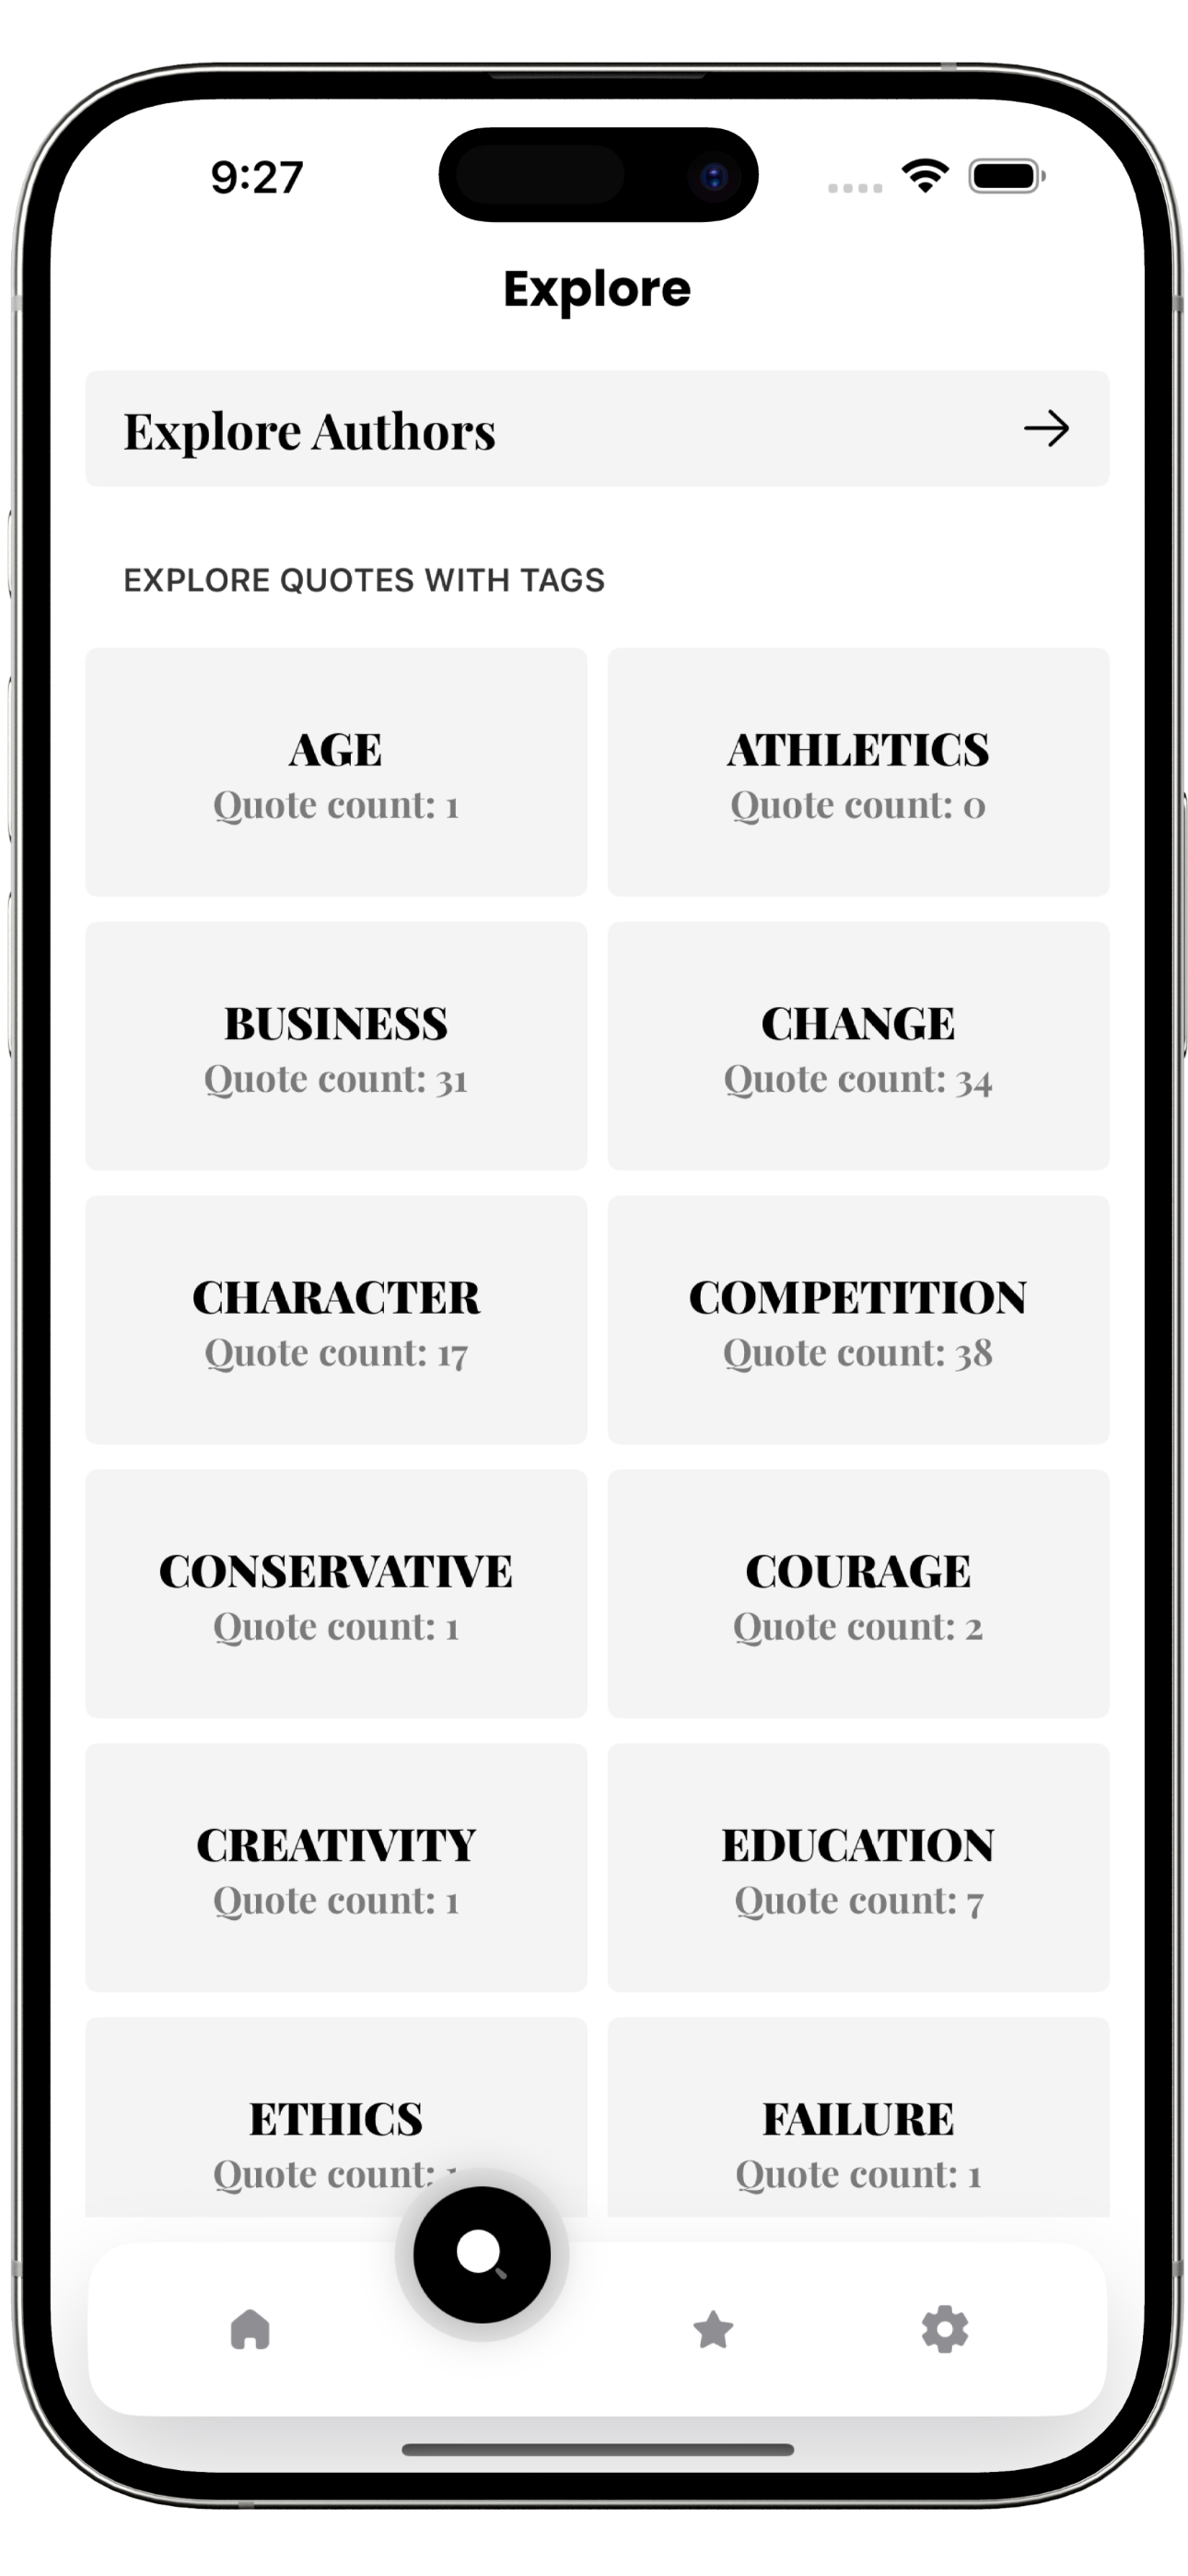 9:27
Explore
Explore Authors
EXPLORE QUOTES WITH TAGS
AGE
Quote count: 1
ATHLETICS
Quote count: 0
BUSINESS
Quote count: 31
CHANGE
Quote count: 34
CHARACTER
Quote count: 17
COMPETITION
Quote count: 38
CONSERVATIVE
Quote count: 1
COURAGE
Quote count: 2
CREATIVITY
Quote count: 1
EDUCATION
Quote count: 7
ETHICS
Quote count:
FAILURE
Quote count: 1